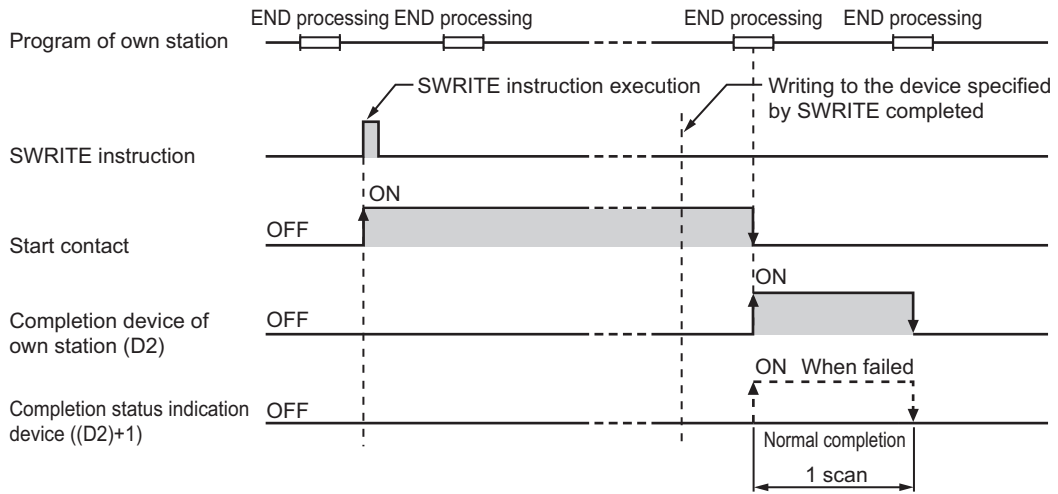 END processing END processing END processing END processing
Program of own station
SWRITE instruction execution
Writing to the device specified
by SWRITE completed
SWRITE instruction
ON
OFF
Start contact
ON
Completion device of
own station (D2)
OFF
ON When failed
Completion status indication
device ((D2)+1)
OFF
Normal completion
1 scan